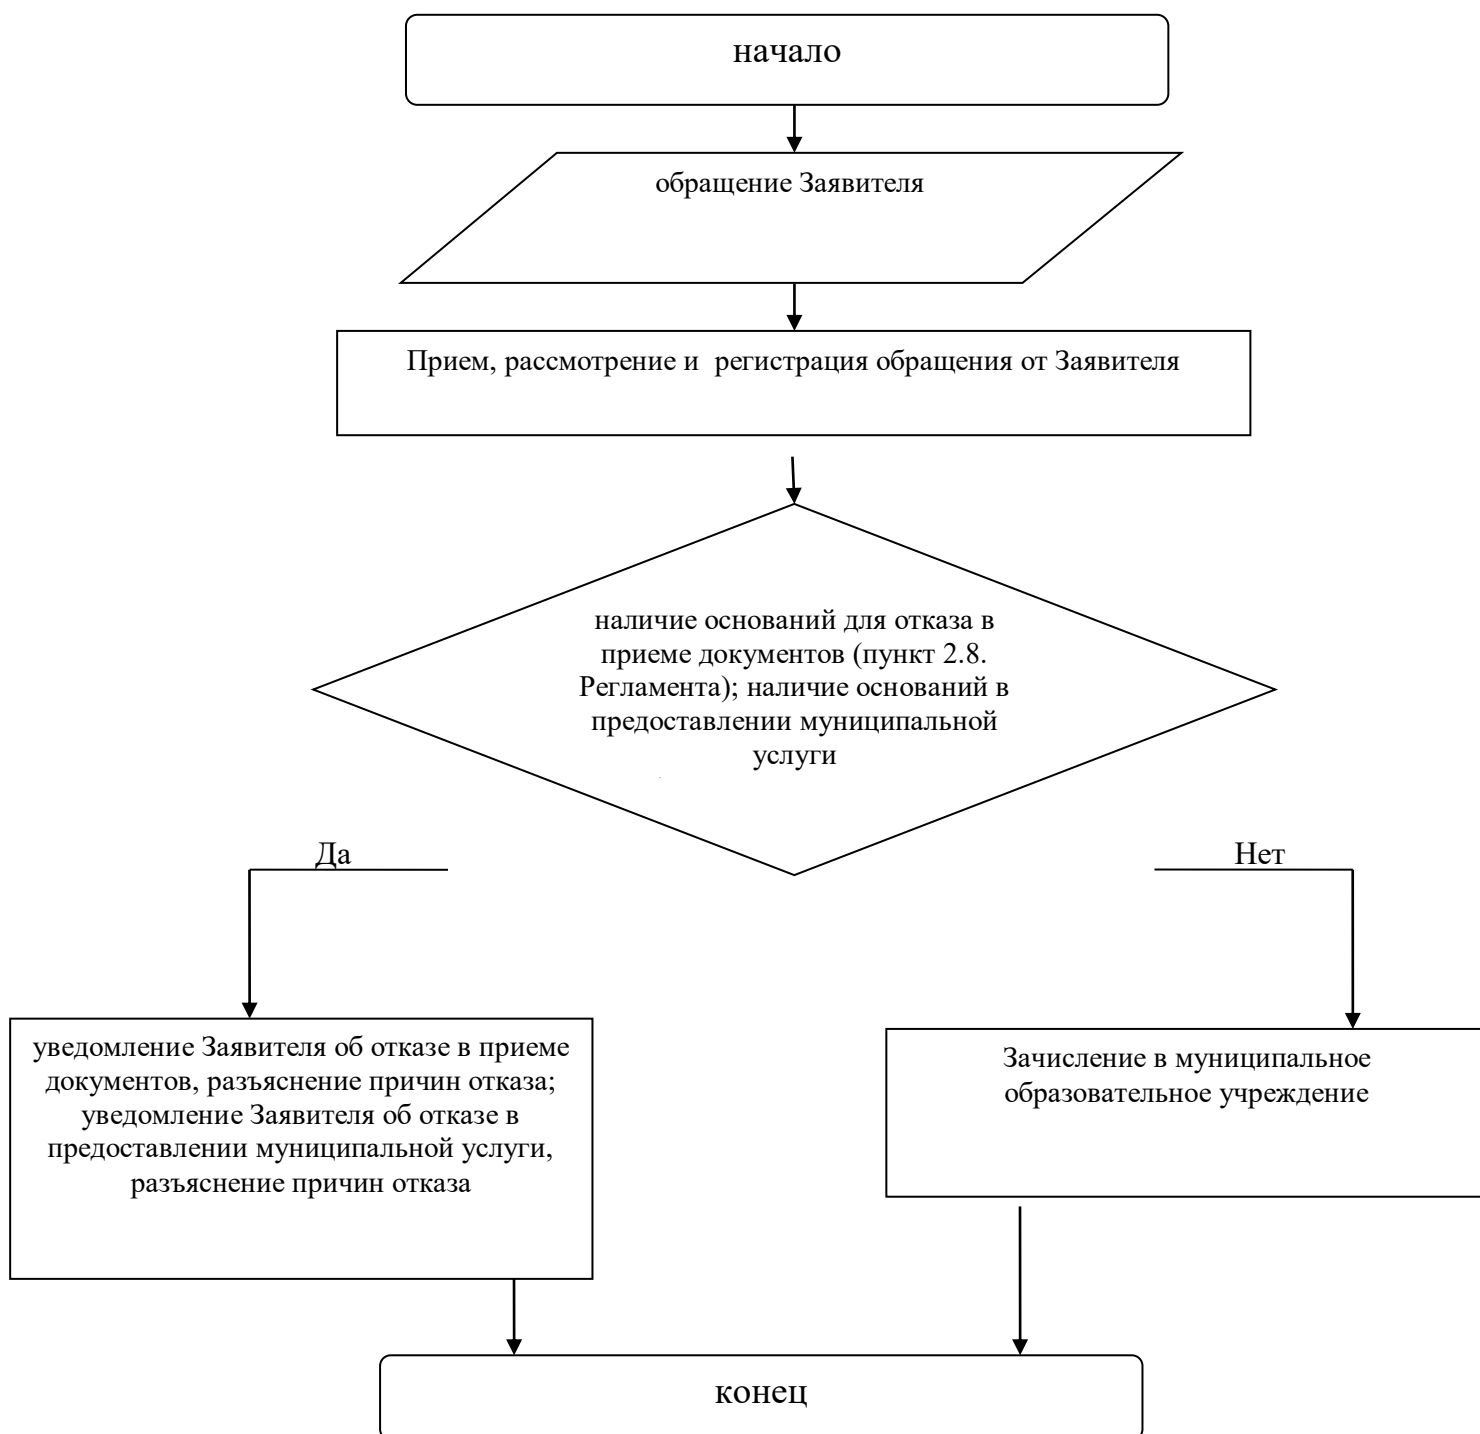 начало
обращение Заявителя
Прием, рассмотрение и  регистрация обращения от Заявителя
наличие оснований для отказа в
приеме документов (пункт 2.8.
Регламента); наличие оснований в
предоставлении муниципальной
услуги
Да
Нет
уведомление Заявителя об отказе в приеме
документов, разъяснение причин отказа;
уведомление Заявителя об отказе в
предоставлении муниципальной услуги,
разъяснение причин отказа
Зачисление в муниципальное
образовательное учреждение
конец